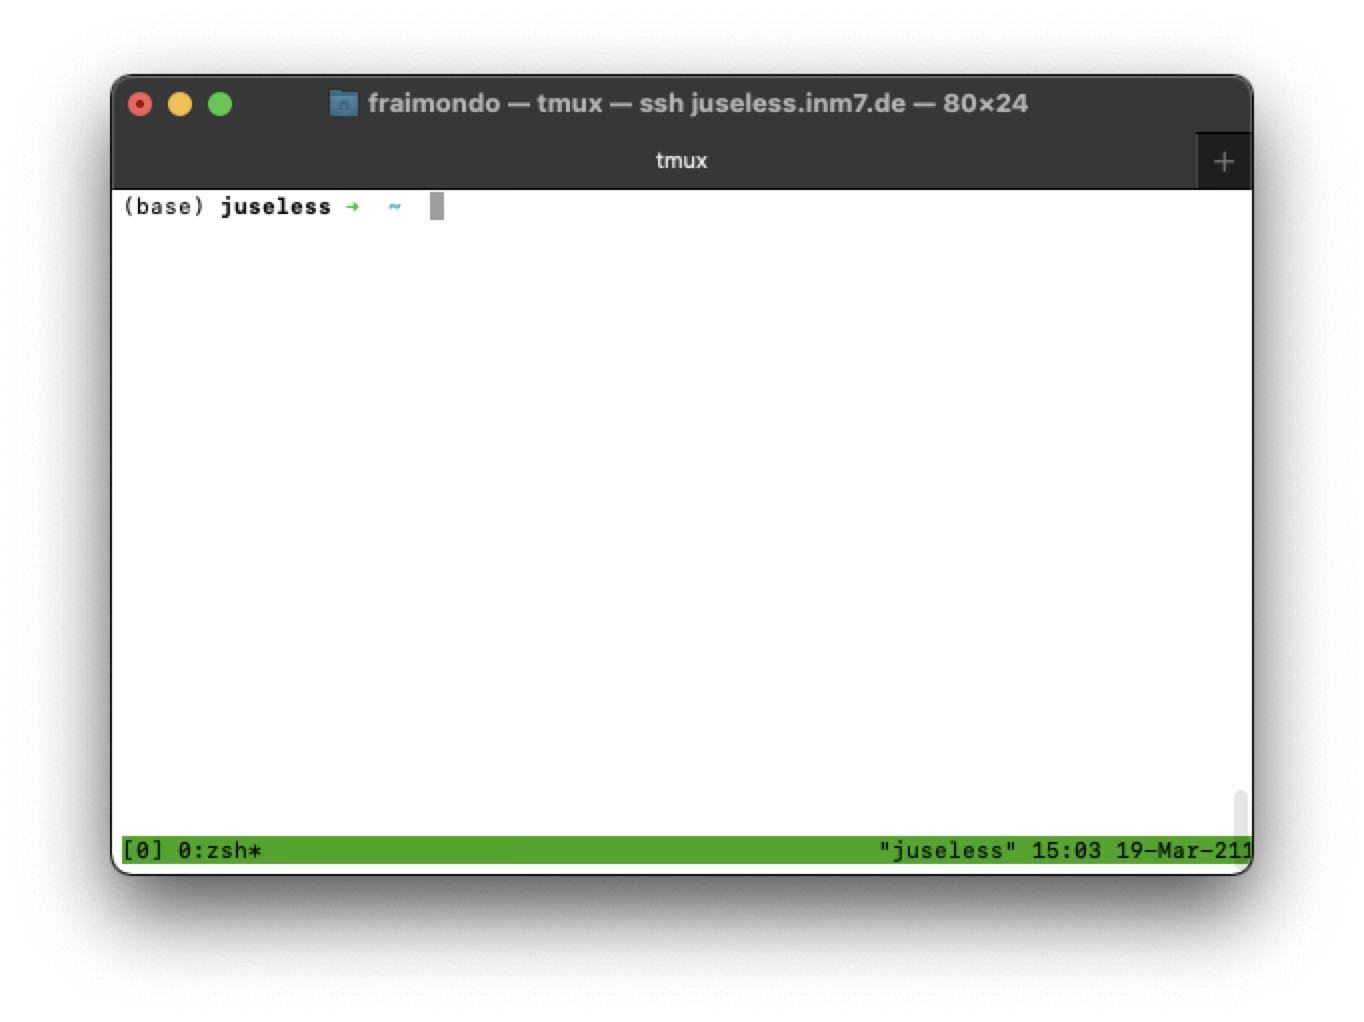 fraimondo — tmux — ssh juseless.inm7.de — 80×24
tmux
+
(base) juseless ➜ ~
[0] 0:zsh* "juseless" 15:03 19-Mar-211